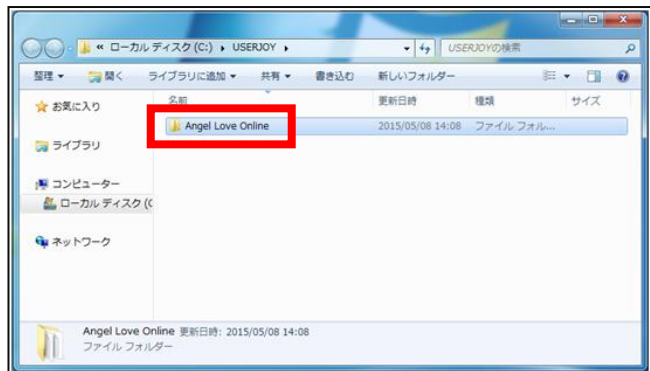 « ローカル ディスク (C:) ▸ USERJOY ▸
USERJOYの検索
整理 ▼ 開く ライブラリに追加 ▼ 共有 ▼ 書き込む 新しいフォルダー
お気に入り
ライブラリ
コンピューター
ローカル ディスク (C
ネットワーク
名前 更新日時 種類 サイズ
Angel Love Online 2015/05/08 14:08 ファイル フォル...
Angel Love Online 更新日時: 2015/05/08 14:08
ファイル フォルダー